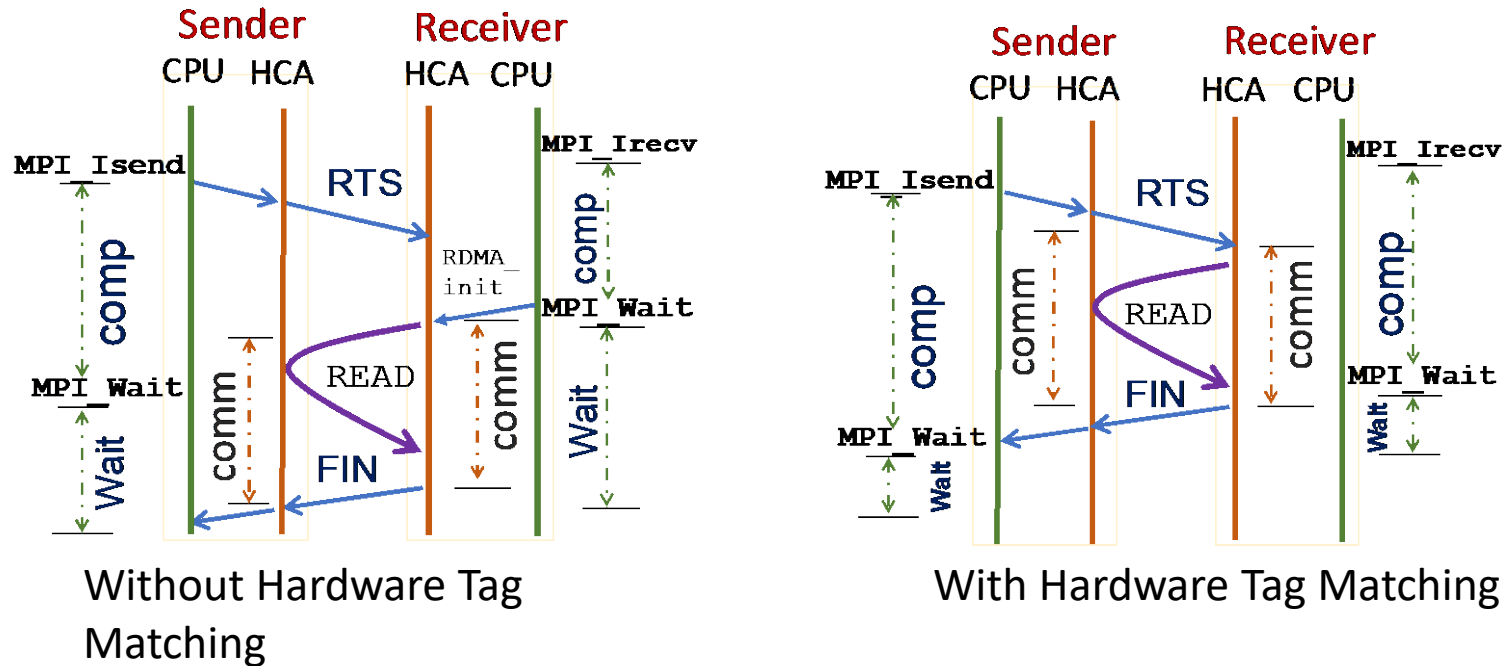 Sender
Receiver
CPU
HCA
HCA
CPU
MPI_Irecv
MPI_Isend
RTS
comp
comp
RDMA_
init
MPI_Wait
comm
READ
comm
MPI_Wait
Wait
Wait
FIN
Without Hardware Tag
Matching
Sender
Receiver
CPU
HCA
HCA
CPU
MPI_Irecv
MPI_Isend
RTS
comp
comm
READ
comm
comp
MPI_Wait
FIN
MPI_Wait
Wait
Wait
With Hardware Tag Matching